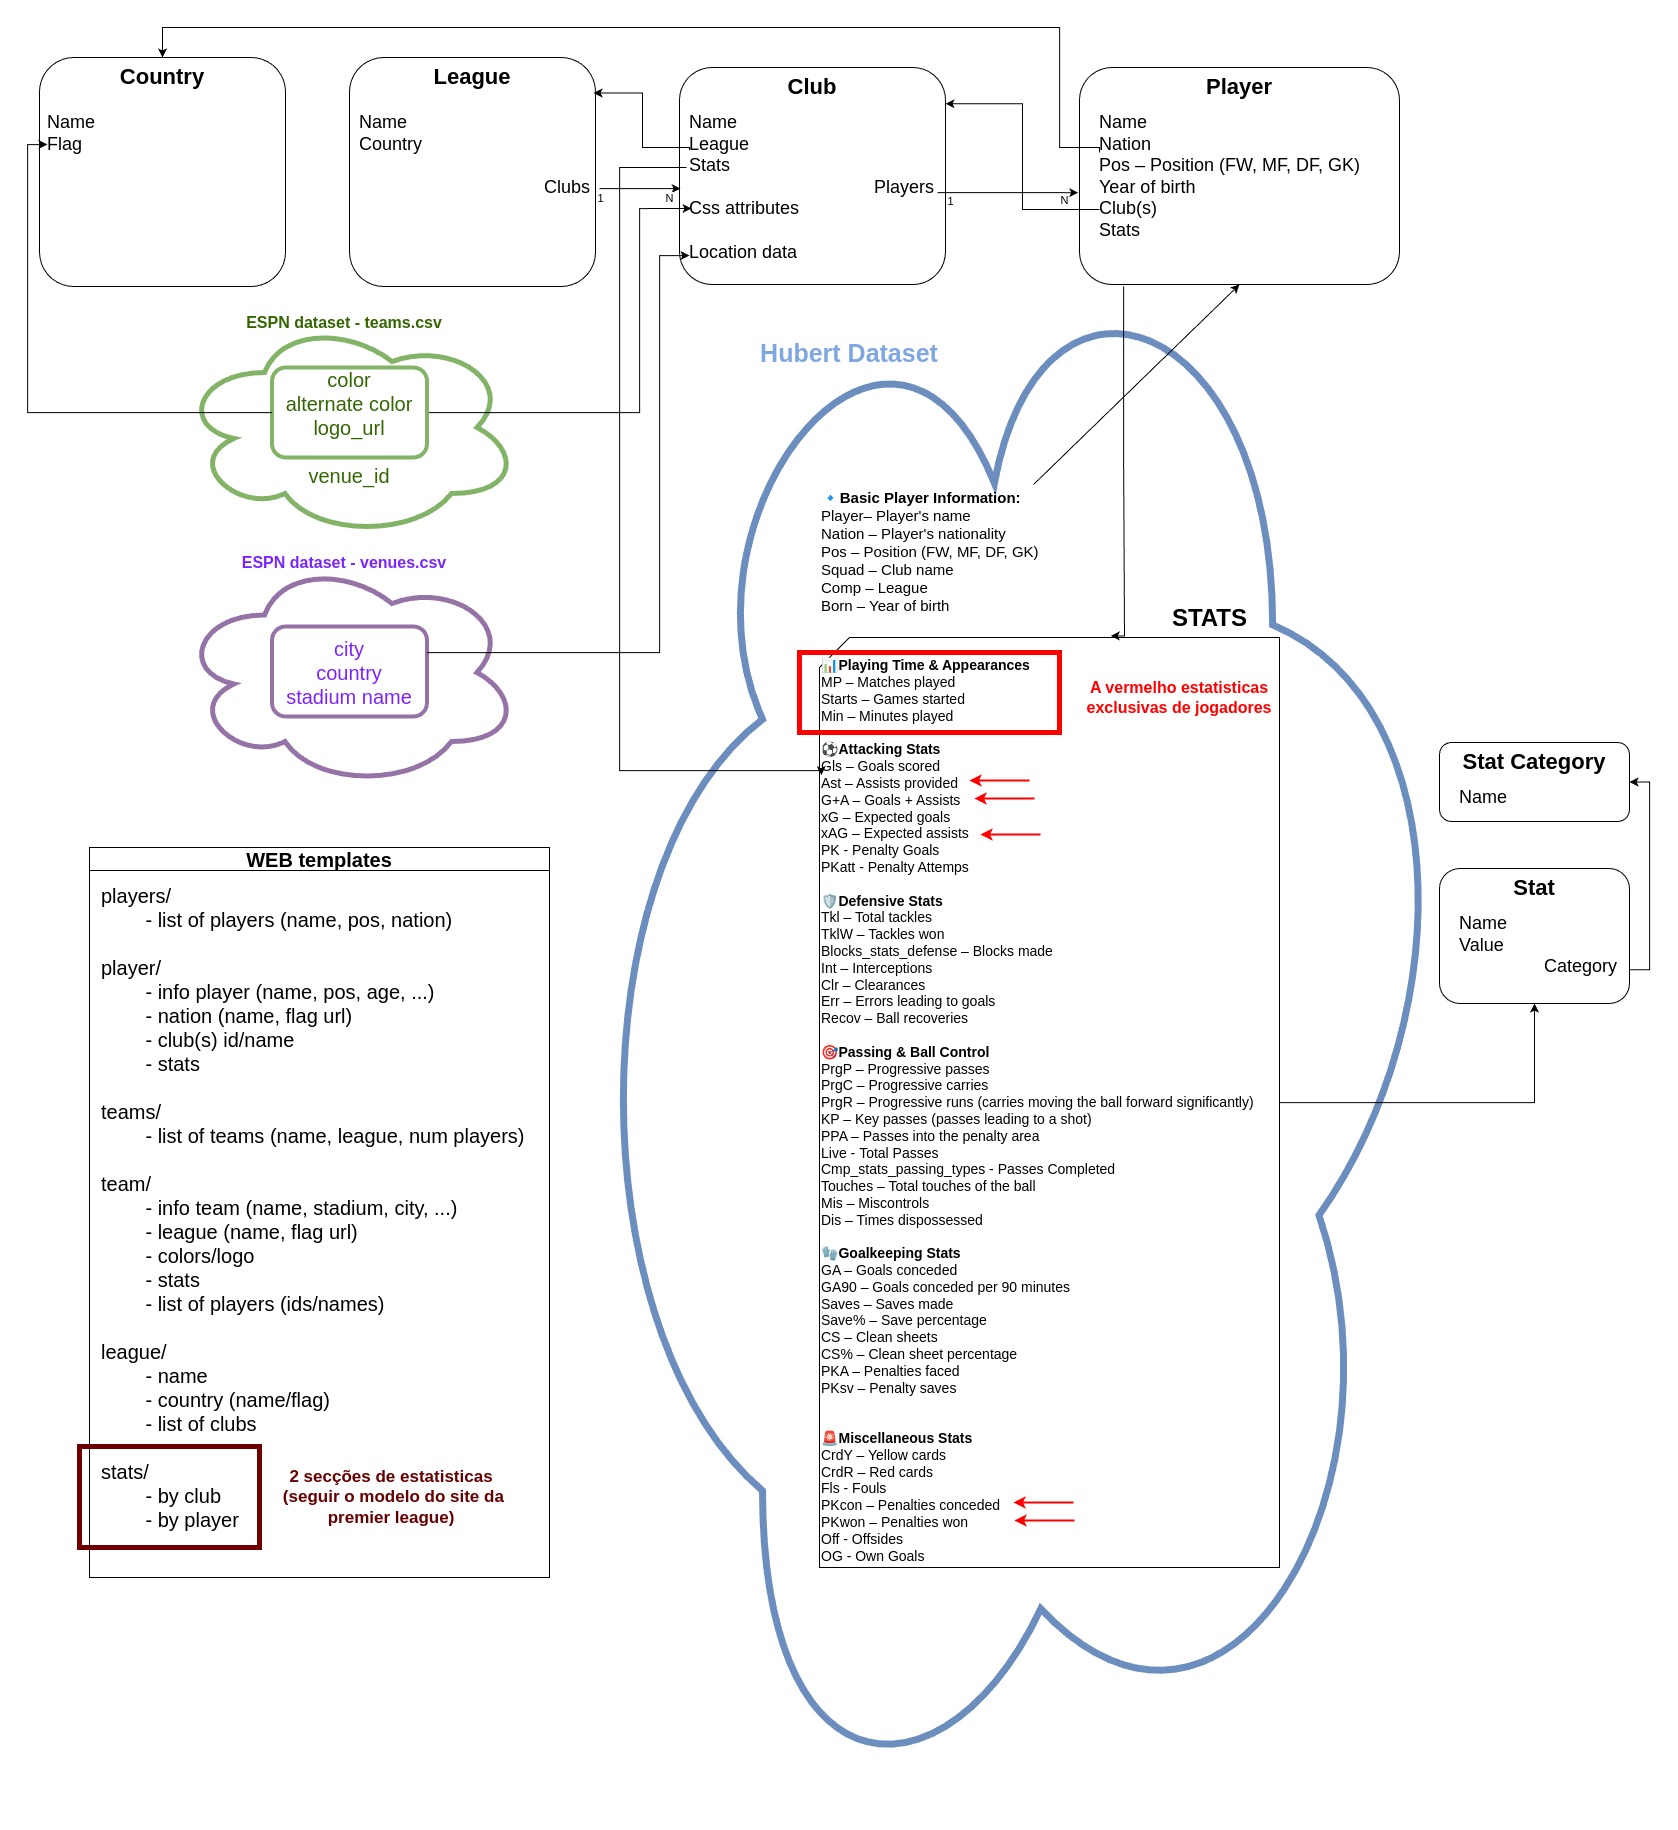 Country
Name
Flag
League
Name
Country
Clubs
1
N
Club
Name
League
Stats
Players
Css attributes
Location data
1
N
Player
Name
Nation
Pos – Position (FW, MF, DF, GK)
Year of birth
Club(s)
Stats
ESPN dataset - teams.csv
color
alternate color
logo_url
venue_id
ESPN dataset - venues.csv
city
country
stadium name
Hubert Dataset
🔹 Basic Player Information:
Player– Player's name
Nation – Player's nationality
Pos – Position (FW, MF, DF, GK)
Squad – Club name
Comp – League
Born – Year of birth
STATS
📊Playing Time & Appearances
MP – Matches played
Starts – Games started
Min – Minutes played
A vermelho estatisticas
exclusivas de jogadores
⚽Attacking Stats
Gls – Goals scored
Ast – Assists provided
G+A – Goals + Assists
xG – Expected goals
xAG – Expected assists
PK - Penalty Goals
PKatt - Penalty Attemps
🛡️Defensive Stats
Tkl – Total tackles
TklW – Tackles won
Blocks_stats_defense – Blocks made
Int – Interceptions
Clr – Clearances
Err – Errors leading to goals
Recov – Ball recoveries
🎯Passing & Ball Control
PrgP – Progressive passes
PrgC – Progressive carries
PrgR – Progressive runs (carries moving the ball forward significantly)
KP – Key passes (passes leading to a shot)
PPA – Passes into the penalty area
Live - Total Passes
Cmp_stats_passing_types - Passes Completed
Touches – Total touches of the ball
Mis – Miscontrols
Dis – Times dispossessed
🧤Goalkeeping Stats
GA – Goals conceded
GA90 – Goals conceded per 90 minutes
Saves – Saves made
Save% – Save percentage
CS – Clean sheets
CS% – Clean sheet percentage
PKA – Penalties faced
PKsv – Penalty saves
🚨Miscellaneous Stats
CrdY – Yellow cards
CrdR – Red cards
Fls - Fouls
PKcon – Penalties conceded
PKwon – Penalties won
Off - Offsides
OG - Own Goals
Stat Category
Name
Stat
Name
Value
Category
WEB templates
players/
- list of players (name, pos, nation)
player/
- info player (name, pos, age, ...)
- nation (name, flag url)
- club(s) id/name
- stats
teams/
- list of teams (name, league, num players)
team/
- info team (name, stadium, city, ...)
- league (name, flag url)
- colors/logo
- stats
- list of players (ids/names)
league/
- name
- country (name/flag)
- list of clubs
stats/
- by club
- by player
2 secções de estatisticas
(seguir o modelo do site da
premier league)